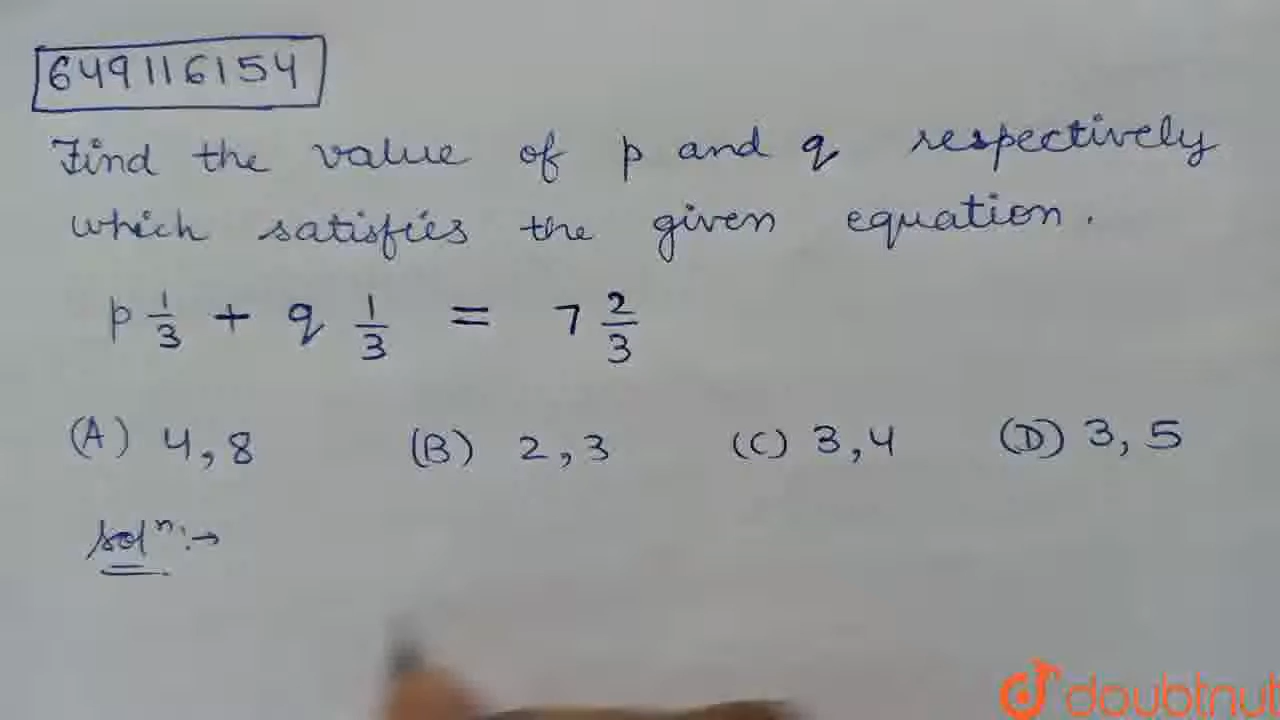 649116154
Find the value of p and q respectively
which satisfies the given equation.
p 1/3 + q 1/3 = 7 2/3
(A) 4,8 (B) 2,3 (C) 3,4 (D) 3,5
Solⁿ:→
doubtnut